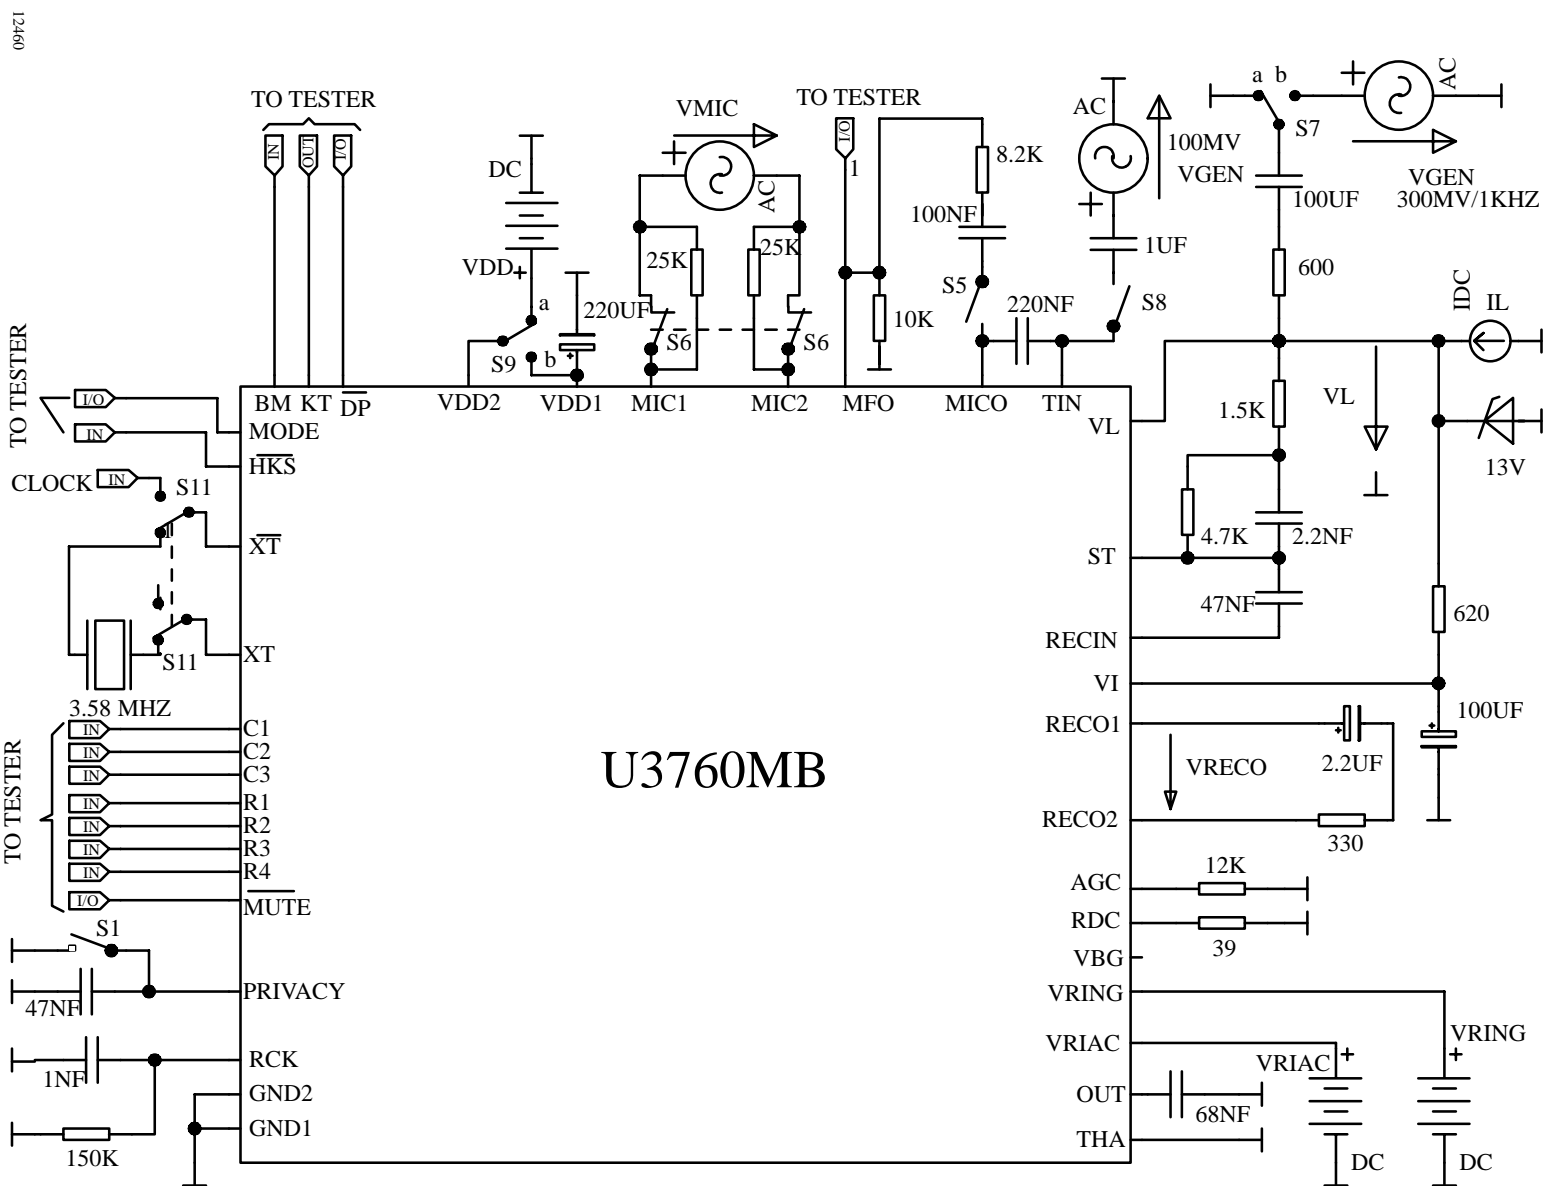 12460
TO TESTER
IN
OUT
I/O
DC
VDD
+
a
b
S9
220UF
+
VMIC
+
AC
25K
25K
S6
S6
TO TESTER
I/O
1
10K
8.2K
100NF
S5
220NF
AC
100MV
VGEN
+
1UF
S8
a b
S7
+
AC
VGEN
300MV/1KHZ
100UF
600
IDC
IL
VL
13V
1.5K
4.7K
2.2NF
47NF
620
100UF
+
TO TESTER
I/O
IN
CLOCK
IN
S11
S11
3.58 MHZ
TO TESTER
IN
IN
IN
IN
IN
IN
IN
I/O
S1
47NF
1NF
150K
BM KT DP
VDD2
VDD1
MIC1
MIC2
MFO
MICO
TIN
MODE
HKS
XT
XT
C1
C2
C3
R1
R2
R3
R4
MUTE
PRIVACY
RCK
GND2
GND1
U3760MB
VL
ST
RECIN
VI
RECO1
RECO2
AGC
RDC
VBG
VRING
VRIAC
OUT
THA
+
2.2UF
VRECO
330
12K
39
68NF
VRIAC
+
DC
VRING
+
DC